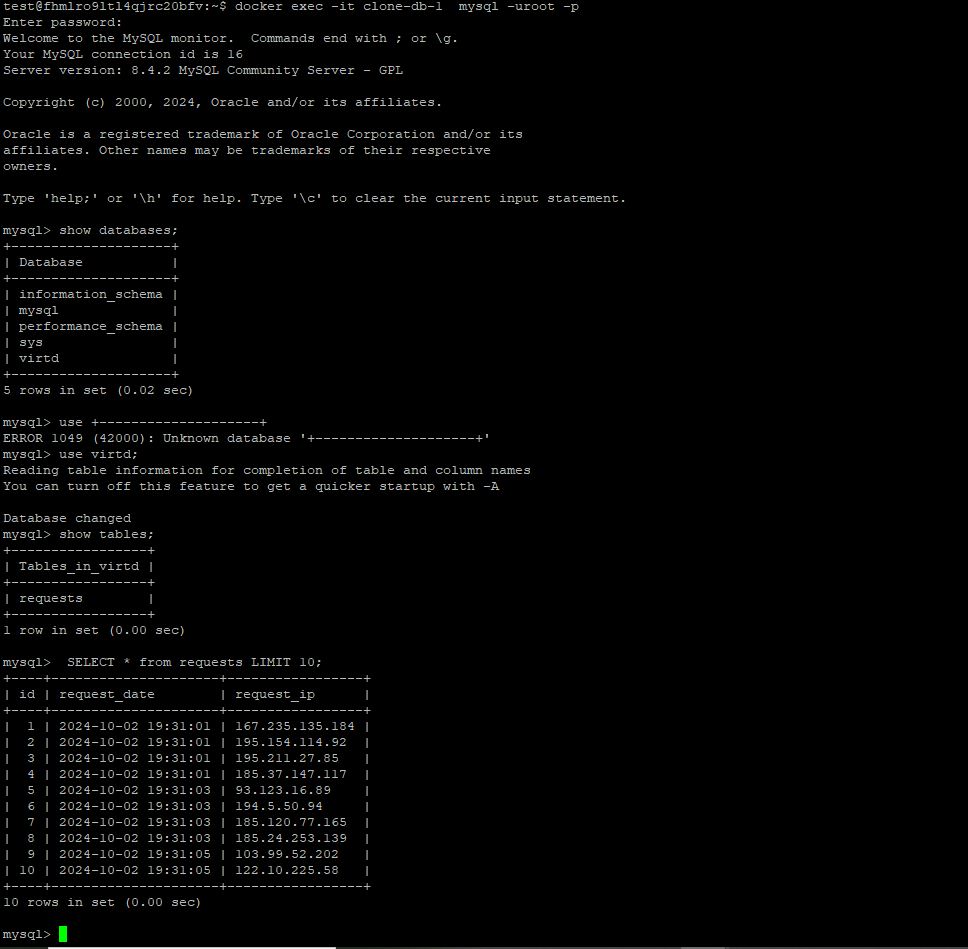 test@fhmlro9ltl4qjrc20bfv:~$ docker exec -it clone-db-1  mysql -uroot -p
Enter password:
Welcome to the MySQL monitor.  Commands end with ; or \g.
Your MySQL connection id is 16
Server version: 8.4.2 MySQL Community Server - GPL
Copyright (c) 2000, 2024, Oracle and/or its affiliates.
Oracle is a registered trademark of Oracle Corporation and/or its
affiliates. Other names may be trademarks of their respective
owners.
Type 'help;' or '\h' for help. Type '\c' to clear the current input statement.
mysql> show databases;
+--------------------+
| Database           |
+--------------------+
| information_schema |
| mysql              |
| performance_schema |
| sys                |
| virtd              |
+--------------------+
5 rows in set (0.02 sec)
mysql> use +--------------------+
ERROR 1049 (42000): Unknown database '+--------------------+'
mysql> use virtd;
Reading table information for completion of table and column names
You can turn off this feature to get a quicker startup with -A
Database changed
mysql> show tables;
+-----------------+
| Tables_in_virtd |
+-----------------+
| requests        |
+-----------------+
1 row in set (0.00 sec)
mysql>  SELECT * from requests LIMIT 10;
+----+---------------------+-----------------+
| id | request_date        | request_ip      |
+----+---------------------+-----------------+
|  1 | 2024-10-02 19:31:01 | 167.235.135.184 |
|  2 | 2024-10-02 19:31:01 | 195.154.114.92  |
|  3 | 2024-10-02 19:31:01 | 195.211.27.85   |
|  4 | 2024-10-02 19:31:01 | 185.37.147.117  |
|  5 | 2024-10-02 19:31:03 | 93.123.16.89    |
|  6 | 2024-10-02 19:31:03 | 194.5.50.94     |
|  7 | 2024-10-02 19:31:03 | 185.120.77.165  |
|  8 | 2024-10-02 19:31:03 | 185.24.253.139  |
|  9 | 2024-10-02 19:31:05 | 103.99.52.202   |
| 10 | 2024-10-02 19:31:05 | 122.10.225.58   |
+----+---------------------+-----------------+
10 rows in set (0.00 sec)
mysql>